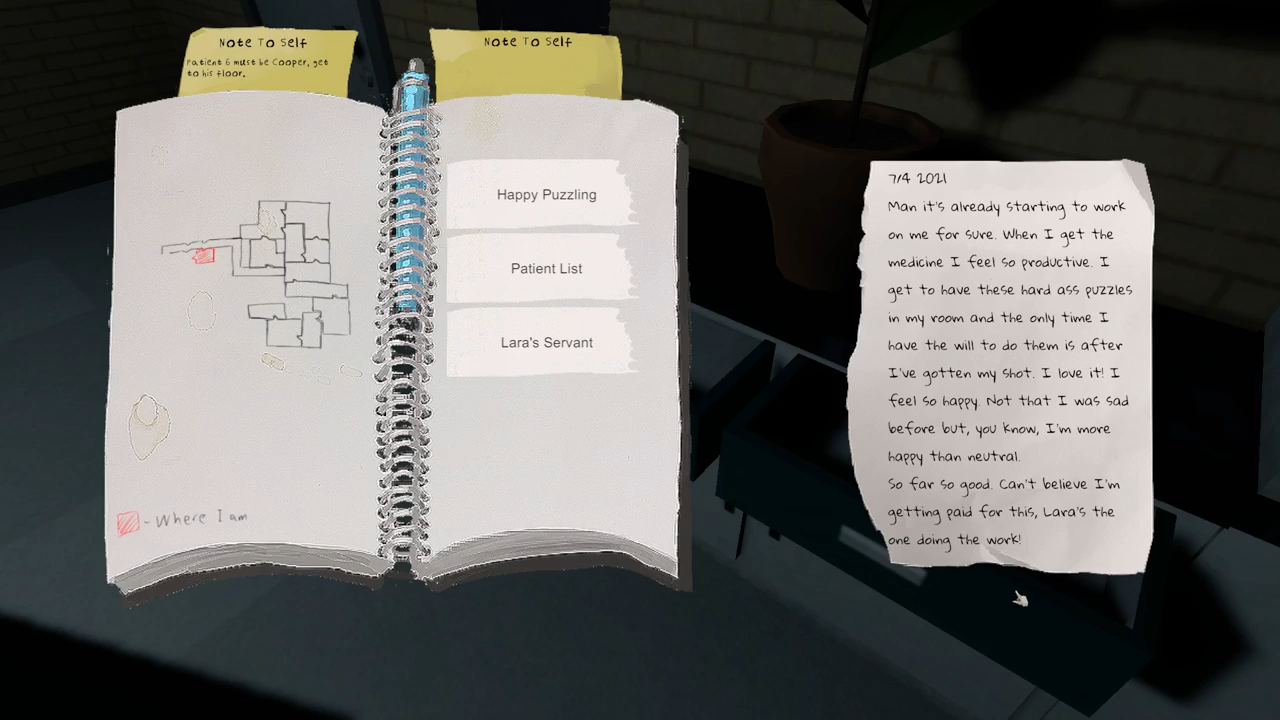 Note To Self
Patient 6 must be Cooper, get
to his floor.
Note To Self
Happy Puzzling
Patient List
Lara's Servant
- Where I am
7/4 2021
Man it's already starting to work
on me for sure. When I get the
medicine I feel so productive. I
get to have these hard ass puzzles
in my room and the only time I
have the will to do them is after
I've gotten my shot. I love it! I
feel so happy. Not that I was sad
before but, you know, I'm more
happy than neutral.
So far so good. Can't believe I'm
getting paid for this, Lara's the
one doing the work!